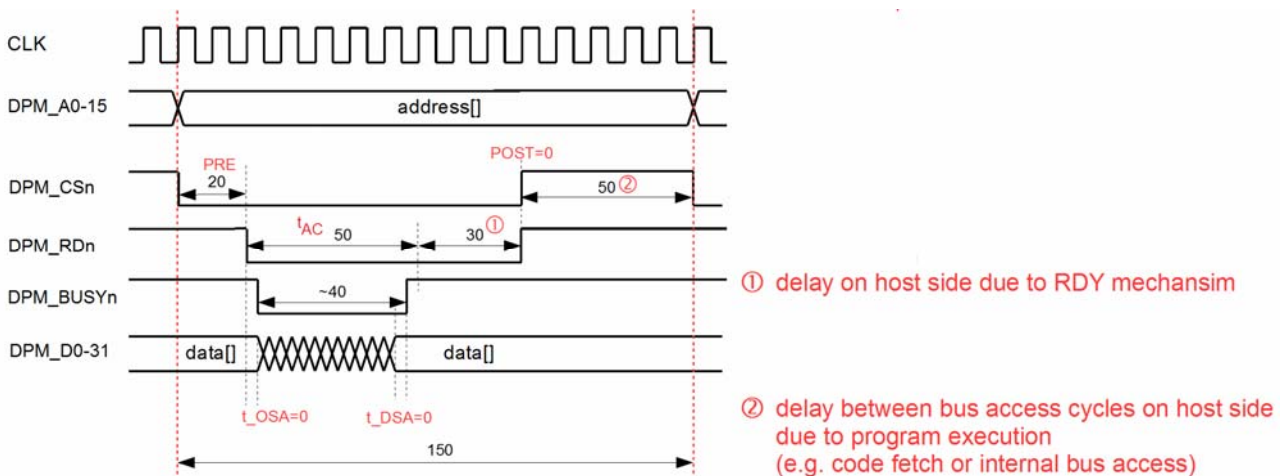 CLK
DPM_A0-15
address[]
PRE
POST=0
DPM_CSn
20
50 ②
tAC 50
30 ①
DPM_RDn
DPM_BUSYn
~40
① delay on host side due to RDY mechansim
DPM_D0-31
data[]
data[]
t_OSA=0
t_DSA=0
② delay between bus access cycles on host side
due to program execution
(e.g. code fetch or internal bus access)
150